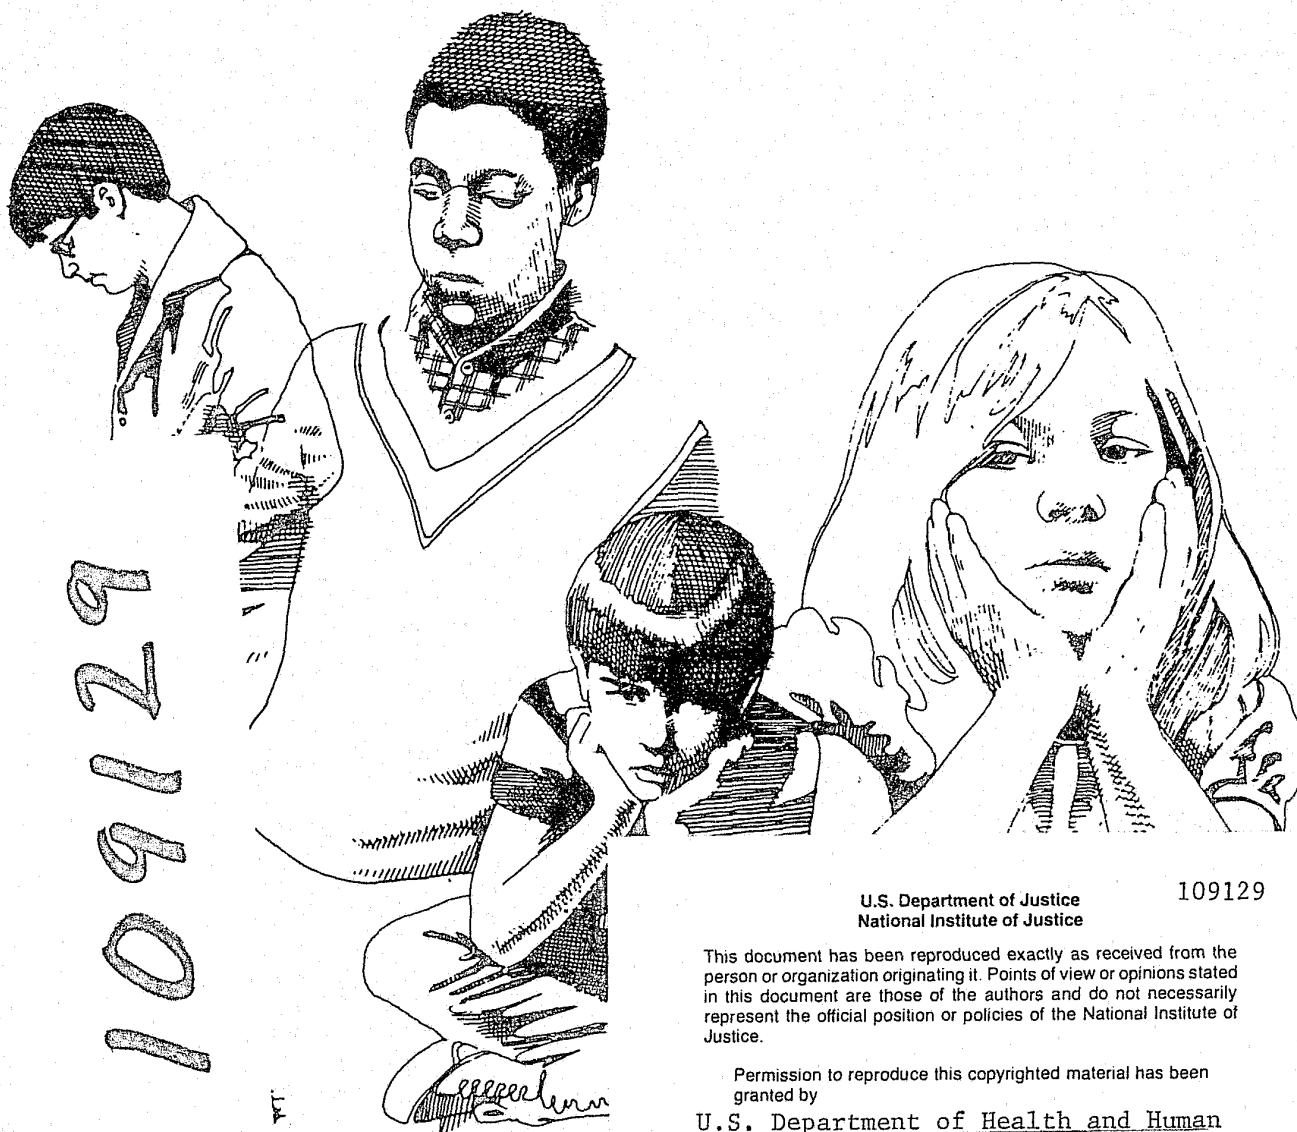 109129
U.S. Department of Justice
National Institute of Justice
109129
This document has been reproduced exactly as received from the
person or organization originating it. Points of view or opinions stated
in this document are those of the authors and do not necessarily
represent the official position or policies of the National Institute of
Justice.
Permission to reproduce this copyrighted material has been
granted by
U.S. Department of Health and Human